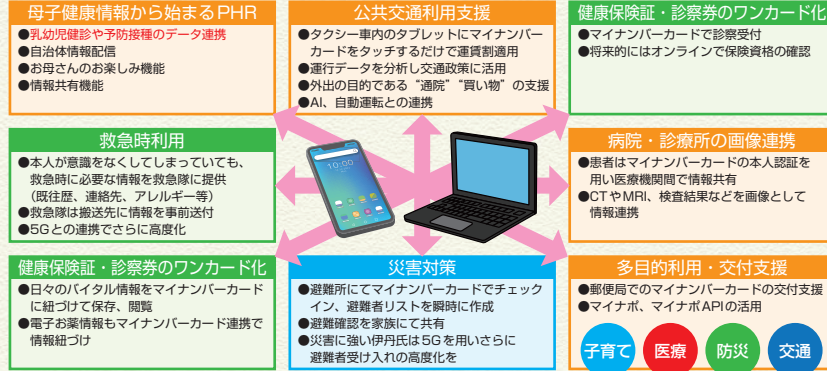 母子健康情報から始まるPHR
●乳幼児健診や予防接種のデータ連携
●自治体情報配信
●お母さんのお楽しみ機能
●情報共有機能
公共交通利用支援
●タクシー車内のタブレットにマイナンバー
カードをタッチするだけで運賃割適用
●運行データを分析し交通政策に活用
●外出の目的である“通院”“買い物”の支援
●AI、自動運転との連携
健康保険証・診察券のワンカード化
●マイナンバーカードで診察受付
●将来的にはオンラインで保険資格の確認
救急時利用
●本人が意識をなくしてしまっていても、
救急時に必要な情報を救急隊に提供
(既往歴、連絡先、アレルギー等)
●救急隊は搬送先に情報を事前送付
●5Gとの連携でさらに高度化
病院・診療所の画像連携
●患者はマイナンバーカードの本人認証を
用い医療機関間で情報共有
●CTやMRI、検査結果などを画像として
情報連携
健康保険証・診察券のワンカード化
●日々のバイタル情報をマイナンバーカード
に紐づけて保存、閲覧
●電子お薬情報もマイナンバーカード連携で
情報紐づけ
災害対策
●避難所にてマイナンバーカードでチェック
イン、避難者リストを瞬時に作成
●避難確認を家族にて共有
●災害に強い伊丹氏は5Gを用いさらに
避難者受け入れの高度化を
多目的利用・交付支援
●郵便局でのマイナンバーカードの交付支援
●マイナポ、マイナポAPIの活用
子育て
医療
防災
交通